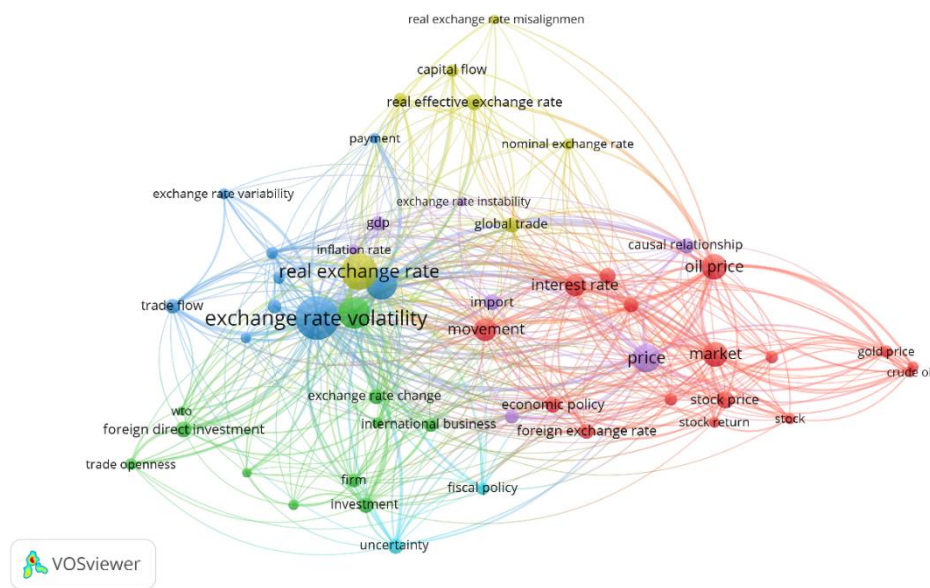 real exchange rate misalignmen
capital flow
real effective exchange rate
payment
nominal exchange rate
exchange rate variability
exchange rate instability
gdp
global trade
inflation rate
causal relationship
real exchange rate
oil price
interest rate
trade flow
import
exchange rate volatility
movement
price
market
gold price
crude oil
exchange rate change
stock price
economic policy
wto
international business
stock return
stock
foreign direct investment
foreign exchange rate
trade openness
firm
fiscal policy
investment
uncertainty
VOSviewer